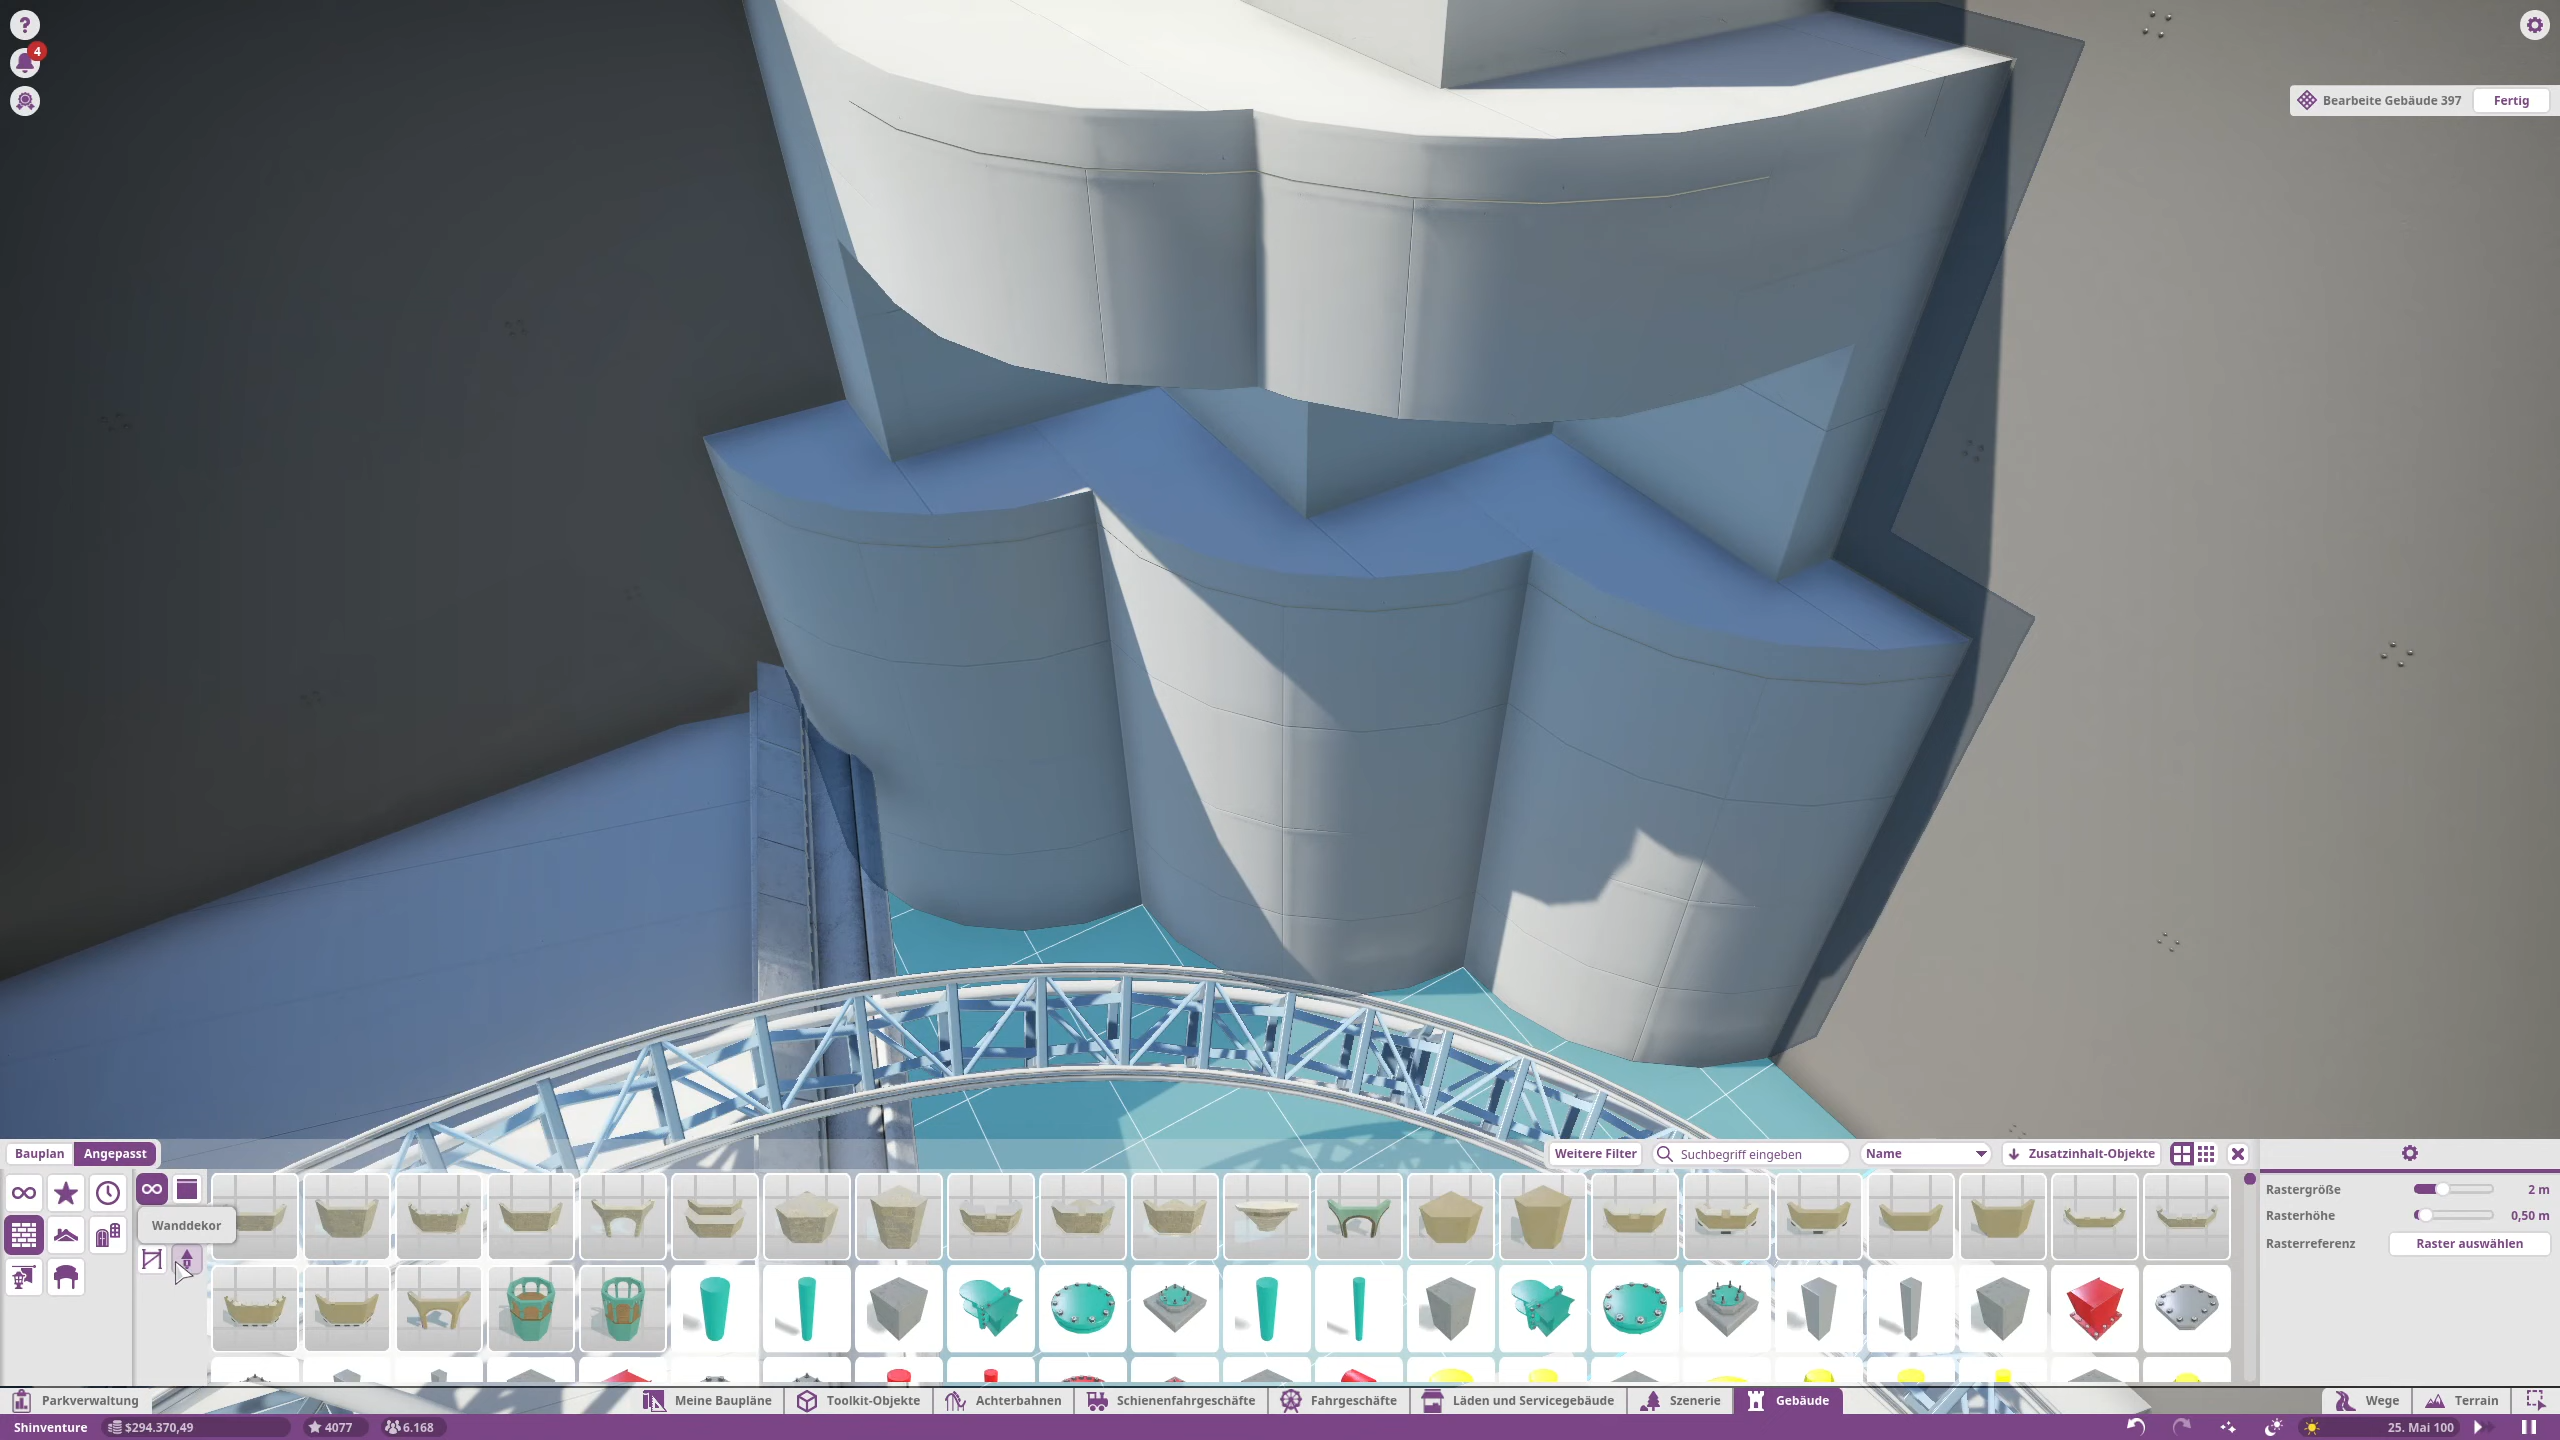 4
Bearbeite Gebäude 397
Fertig
Bauplan
Angepasst
Weitere Filter
Suchbegriff eingeben
Name
Zusatzinhalt-Objekte
Wanddekor
Rastergröße
2 m
Rasterhöhe
0,50 m
Rasterreferenz
Raster auswählen
Parkverwaltung
Meine Baupläne
Toolkit-Objekte
Achterbahnen
Schienenfahrgeschäfte
Fahrgeschäfte
Läden und Servicegebäude
Szenerie
Gebäude
Wege
Terrain
Shinventure
$294.370,49
4077
6.168
25. Mai 100